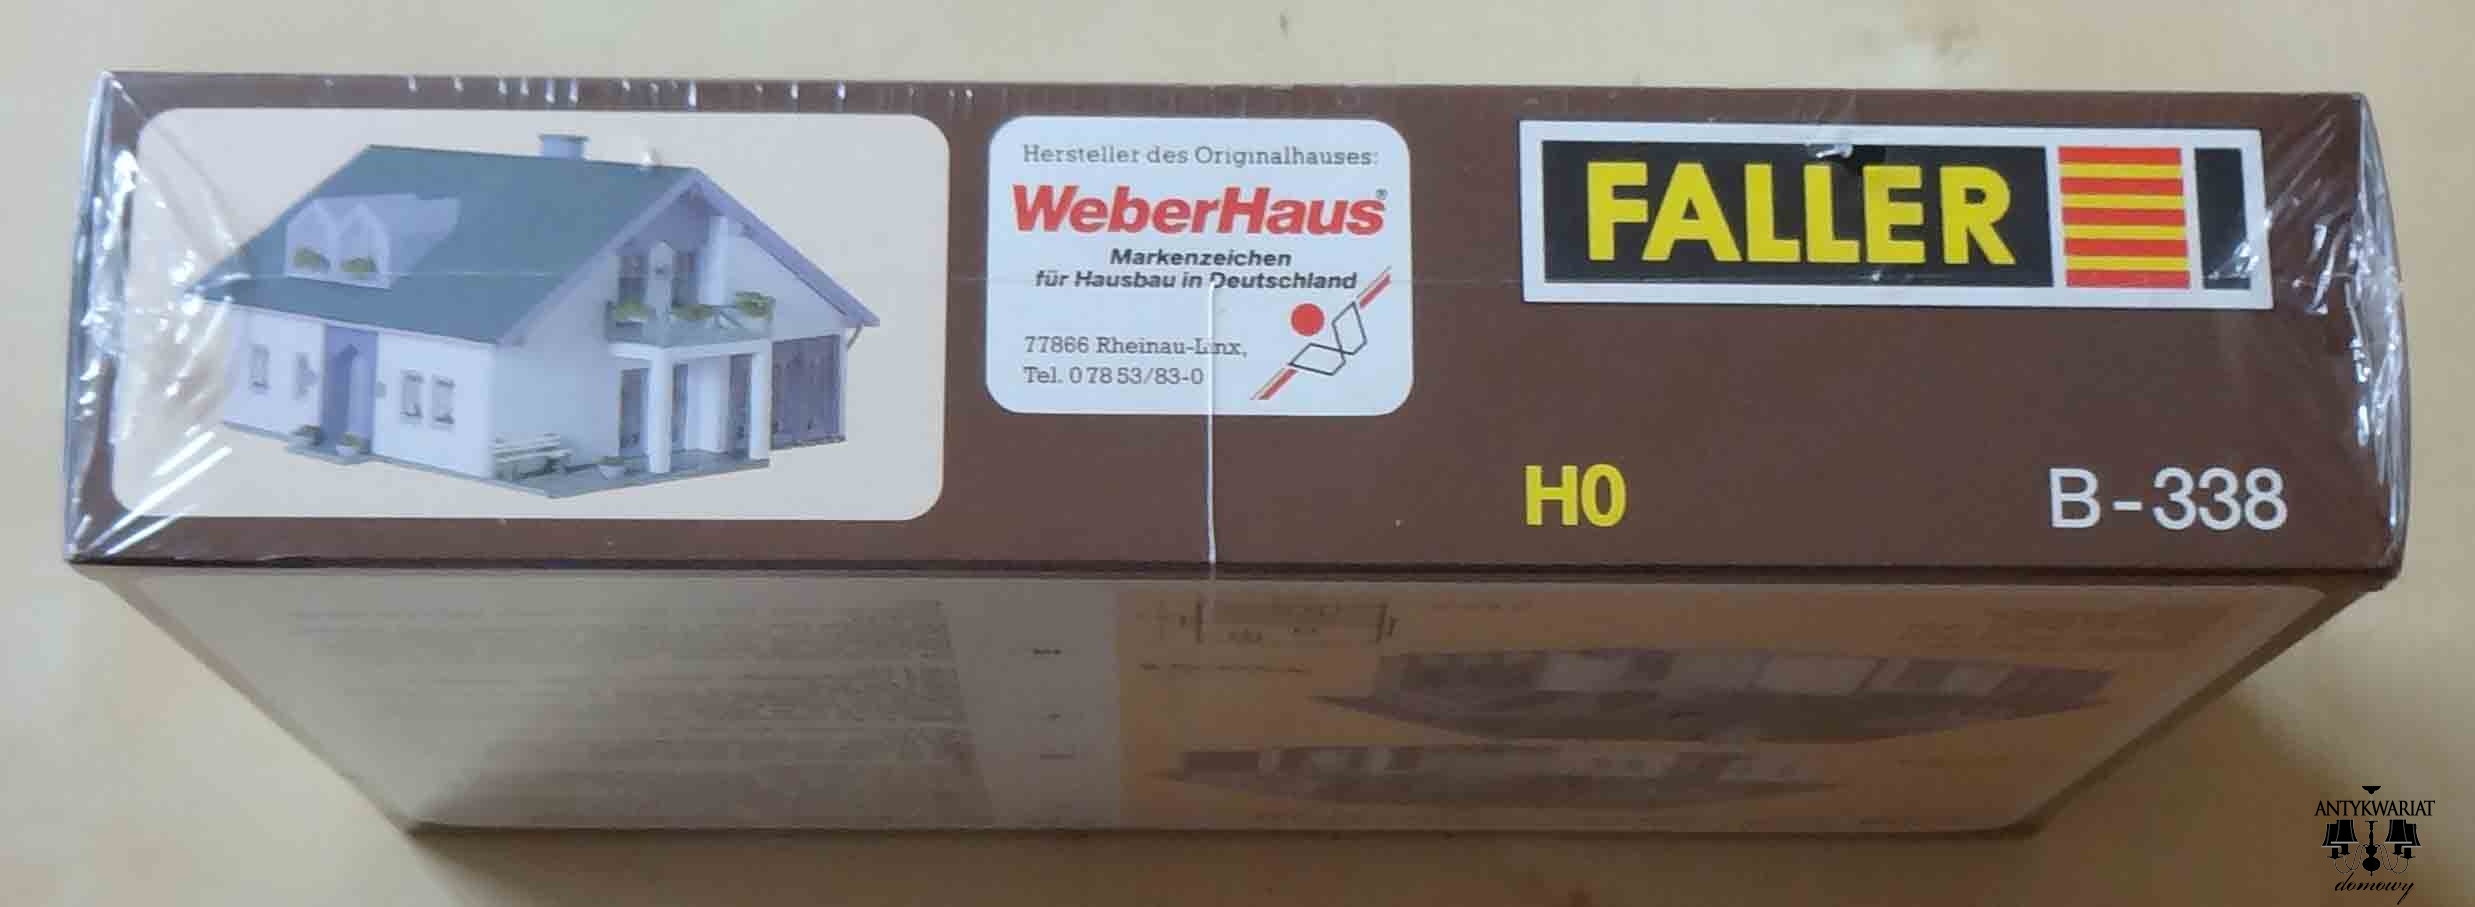 Hersteller des Originalhauses:
WeberHaus®
Markenzeichen
für Hausbau in Deutschland
77866 Rheinau-Linx,
Tel. 0 78 53/83-0
FALLER
H0
B-338
ANTYKWARIAT
domowy